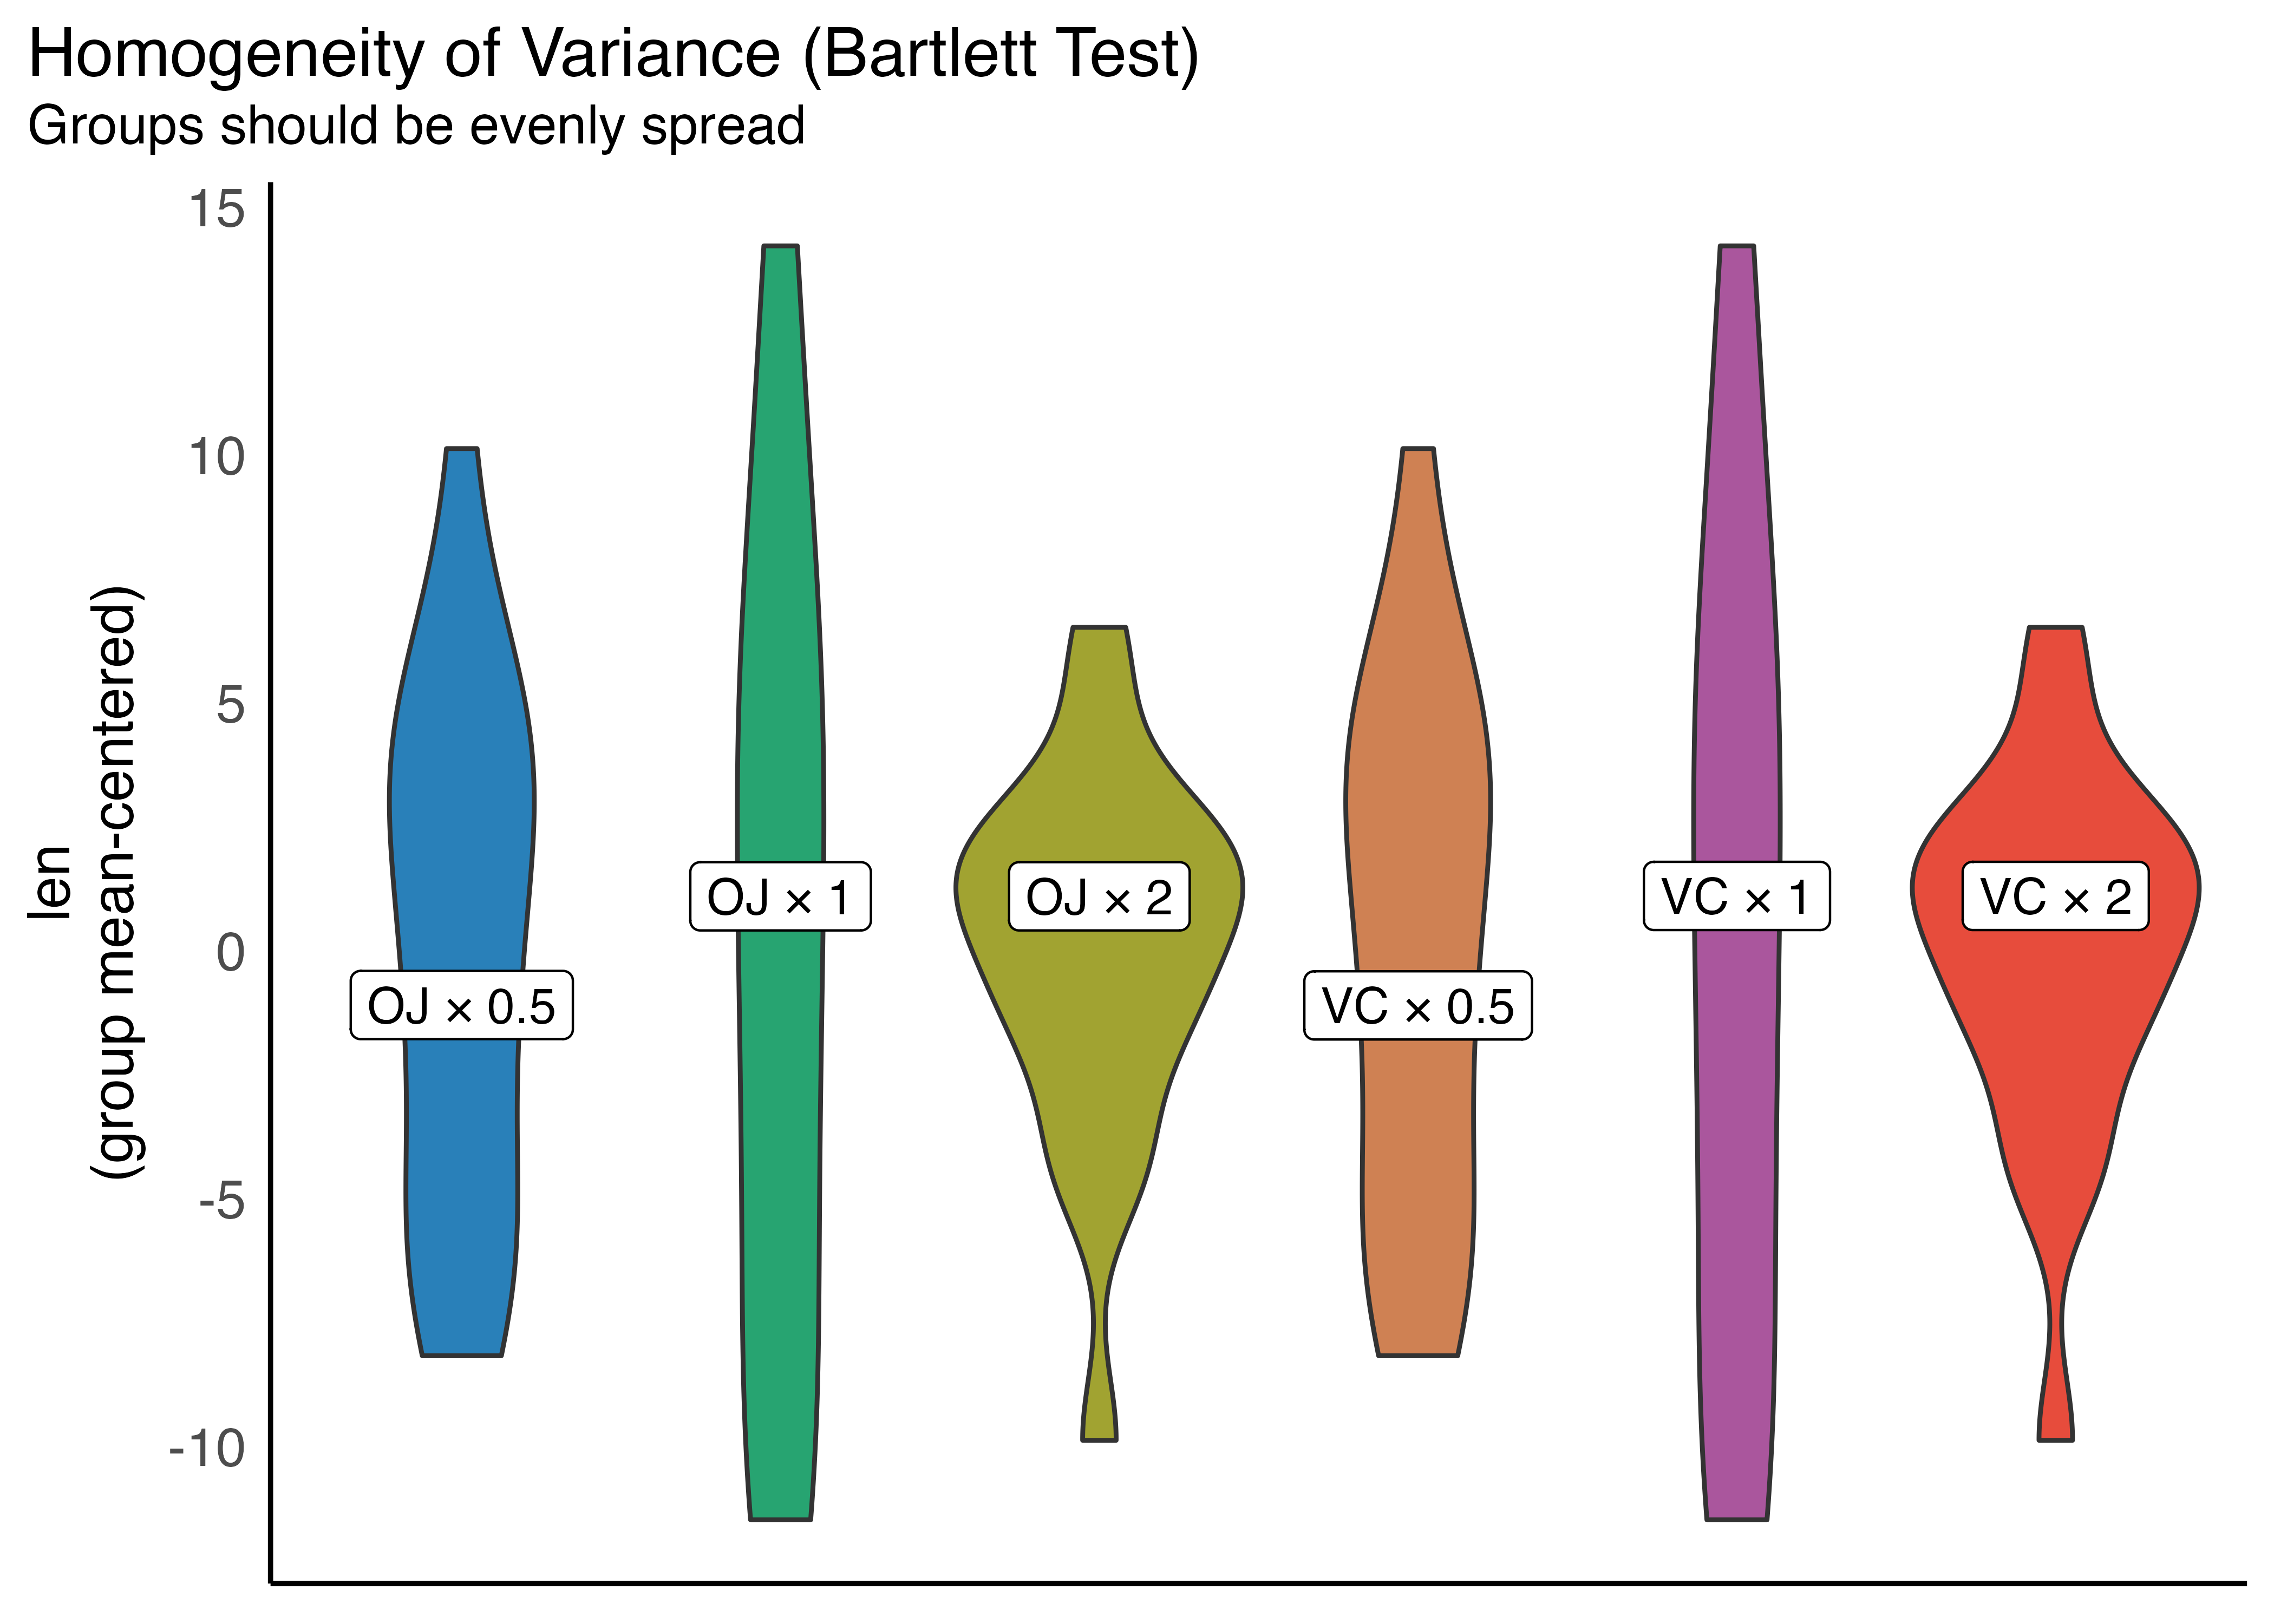 Homogeneity of Variance (Bartlett Test)
Groups should be evenly spread
len
(group mean-centered)
15
10
5
0
-5
-10
OJ × 0.5
OJ × 1
OJ × 2
VC × 0.5
VC × 1
VC × 2